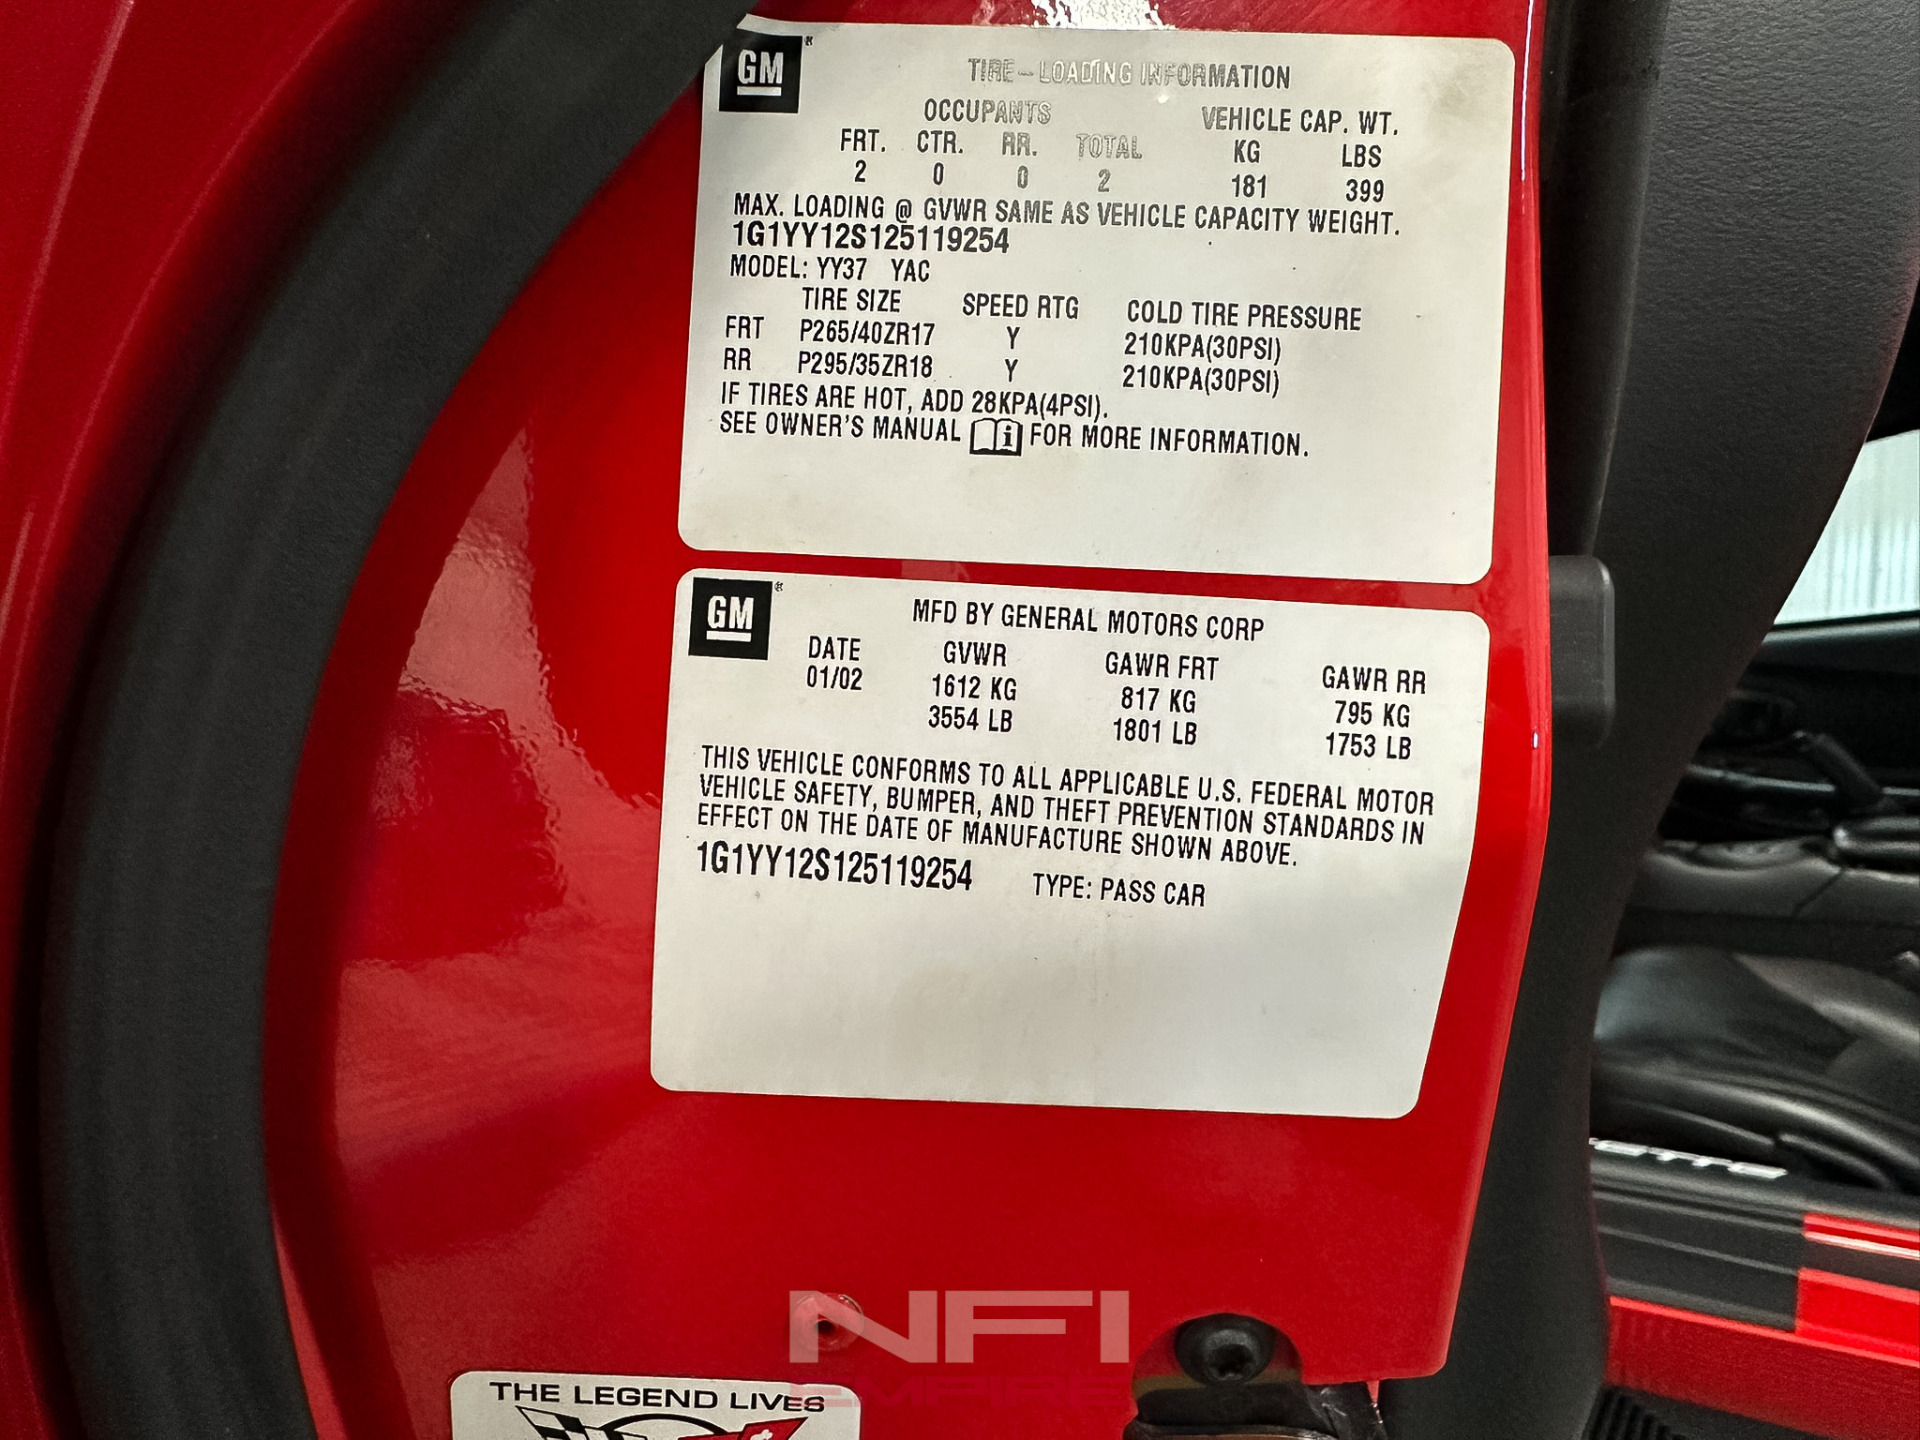 GM
TIRE-LOADING INFORMATION
OCCUPANTS VEHICLE CAP. WT.
FRT. CTR. RR. TOTAL KG LBS
2 0 0 2 181 399
MAX. LOADING @ GVWR SAME AS VEHICLE CAPACITY WEIGHT.
1G1YY12S125119254
MODEL: YY37 YAC
TIRE SIZE SPEED RTG COLD TIRE PRESSURE
FRT P265/40ZR17 Y 210KPA(30PSI)
RR P295/35ZR18 Y 210KPA(30PSI)
IF TIRES ARE HOT, ADD 28KPA(4PSI).
SEE OWNER'S MANUAL FOR MORE INFORMATION.
GM
MFD BY GENERAL MOTORS CORP
DATE GVWR GAWR FRT GAWR RR
01/02 1612 KG 817 KG 795 KG
3554 LB 1801 LB 1753 LB
THIS VEHICLE CONFORMS TO ALL APPLICABLE U.S. FEDERAL MOTOR
VEHICLE SAFETY, BUMPER, AND THEFT PREVENTION STANDARDS IN
EFFECT ON THE DATE OF MANUFACTURE SHOWN ABOVE.
1G1YY12S125119254 TYPE: PASS CAR
NFI
EMPIRE
THE LEGEND LIVES